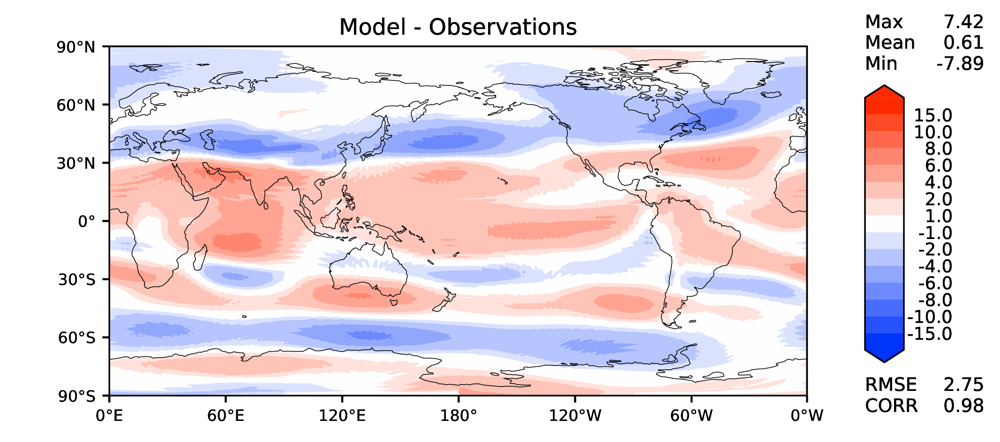 Model - Observations
Max 7.42
Mean 0.61
Min -7.89
90°N
60°N
30°N
0°
30°S
60°S
90°S
0°E 60°E 120°E 180° 120°W 60°W 0°W
15.0
10.0
8.0
6.0
4.0
2.0
1.0
-1.0
-2.0
-4.0
-6.0
-8.0
-10.0
-15.0
RMSE 2.75
CORR 0.98